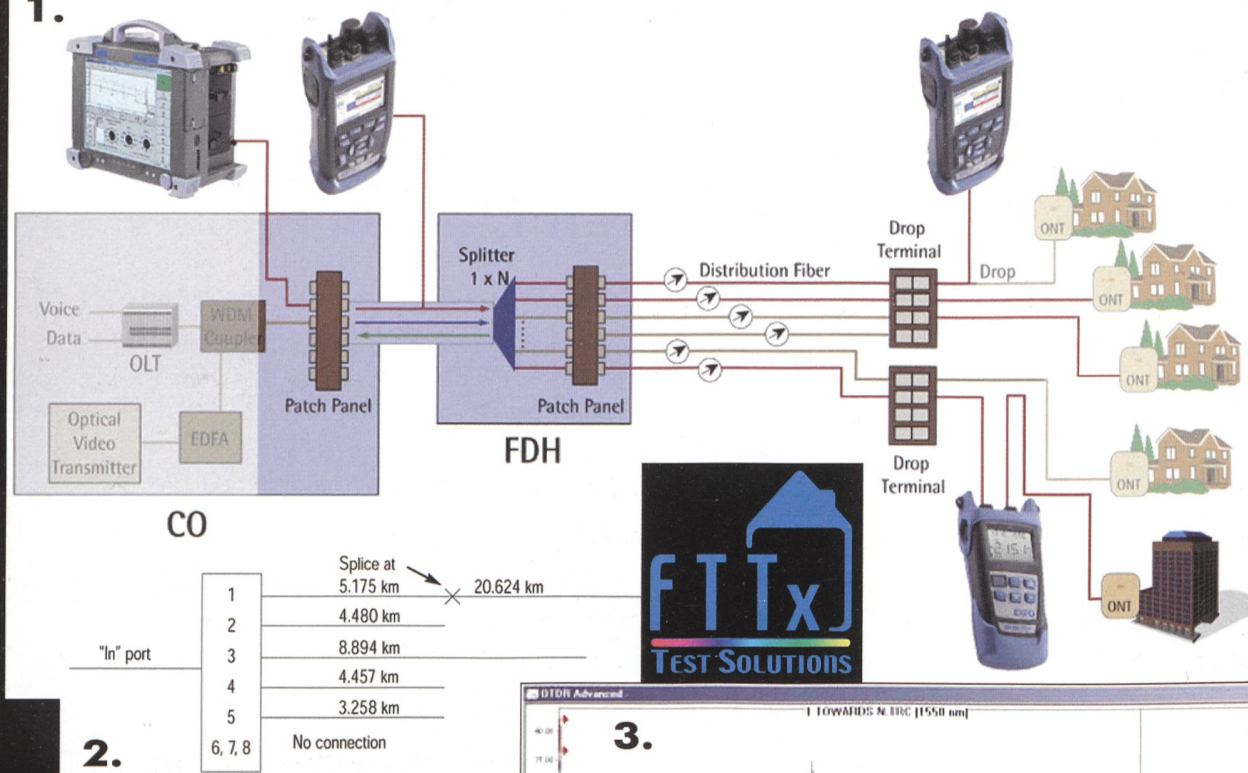 1.
Voice
Data
OLT
WDM
Coupler
Optical
Video
Transmitter
EDFA
Patch Panel
CO
Splitter
1 x N
Patch Panel
FDH
Distribution Fiber
Drop
Terminal
Drop
ONT
ONT
ONT
ONT
ONT
Drop
Terminal
EXFO
FTTx
TEST SOLUTIONS
2.
"In" port
1
2
3
4
5
6, 7, 8
Splice at
5.175 km
20.624 km
4.480 km
8.894 km
4.457 km
3.258 km
No connection
3.
OTDR Advanced
TOWARDS N.TRC [1550 nm]